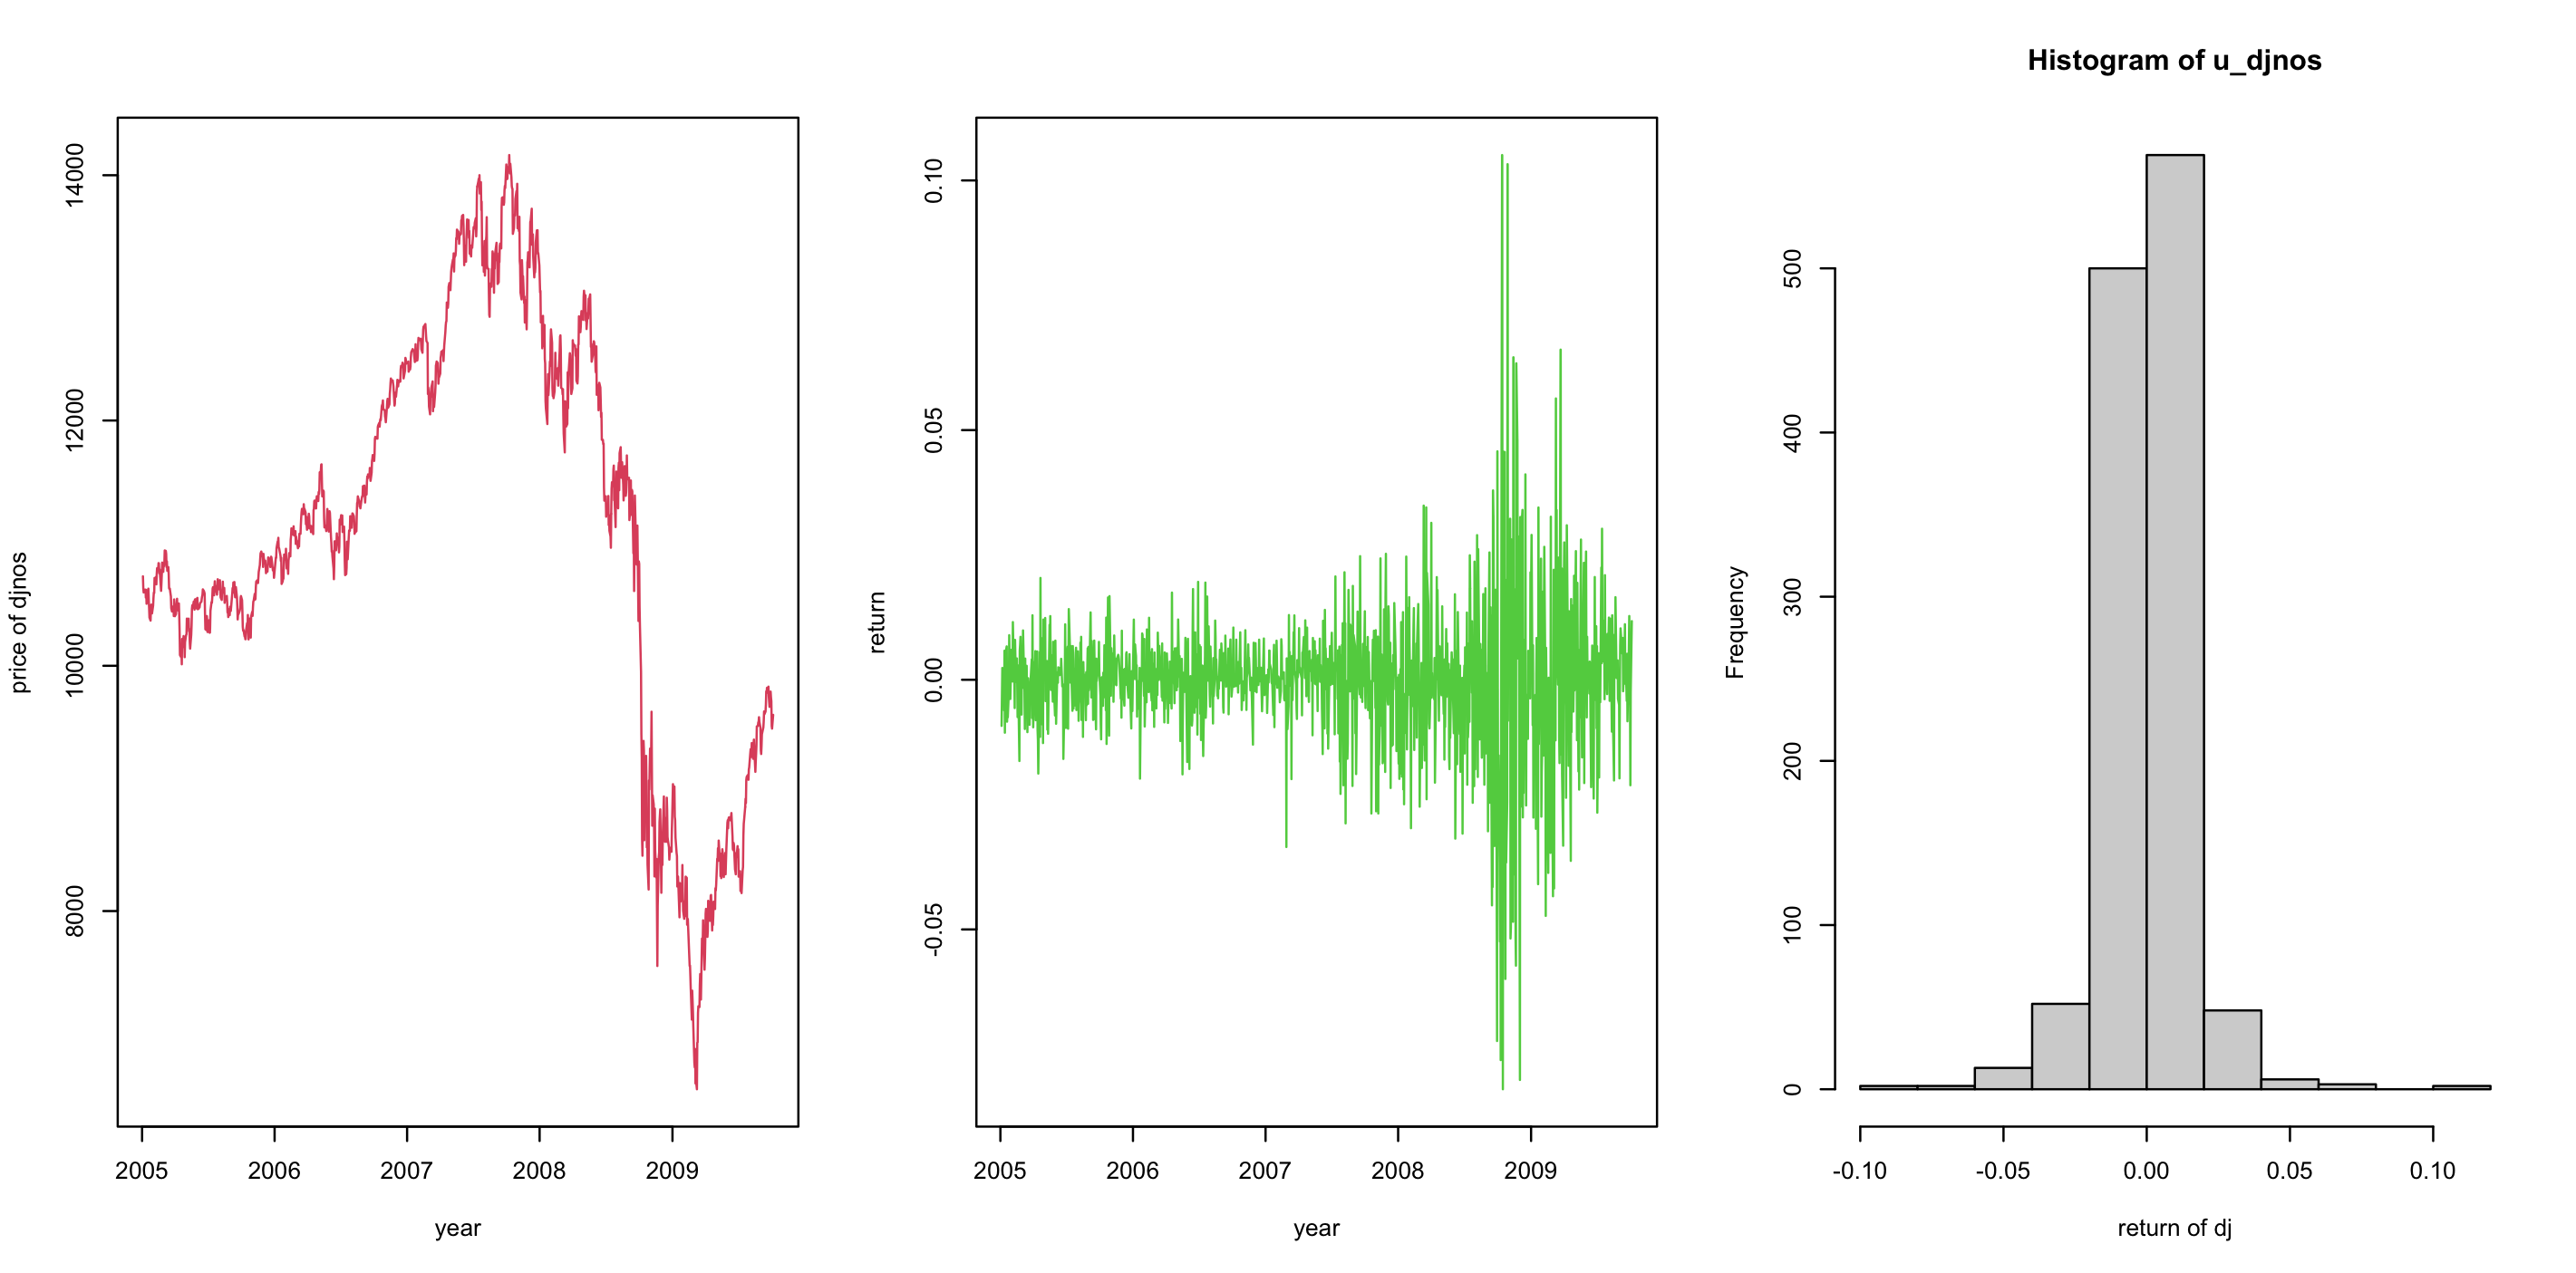 price of djnos
14000
12000
10000
8000
2005 2006 2007 2008 2009
year
return
0.10
0.05
0.00
-0.05
2005 2006 2007 2008 2009
year
Histogram of u_djnos
Frequency
500
400
300
200
100
0
-0.10 -0.05 0.00 0.05 0.10
return of dj